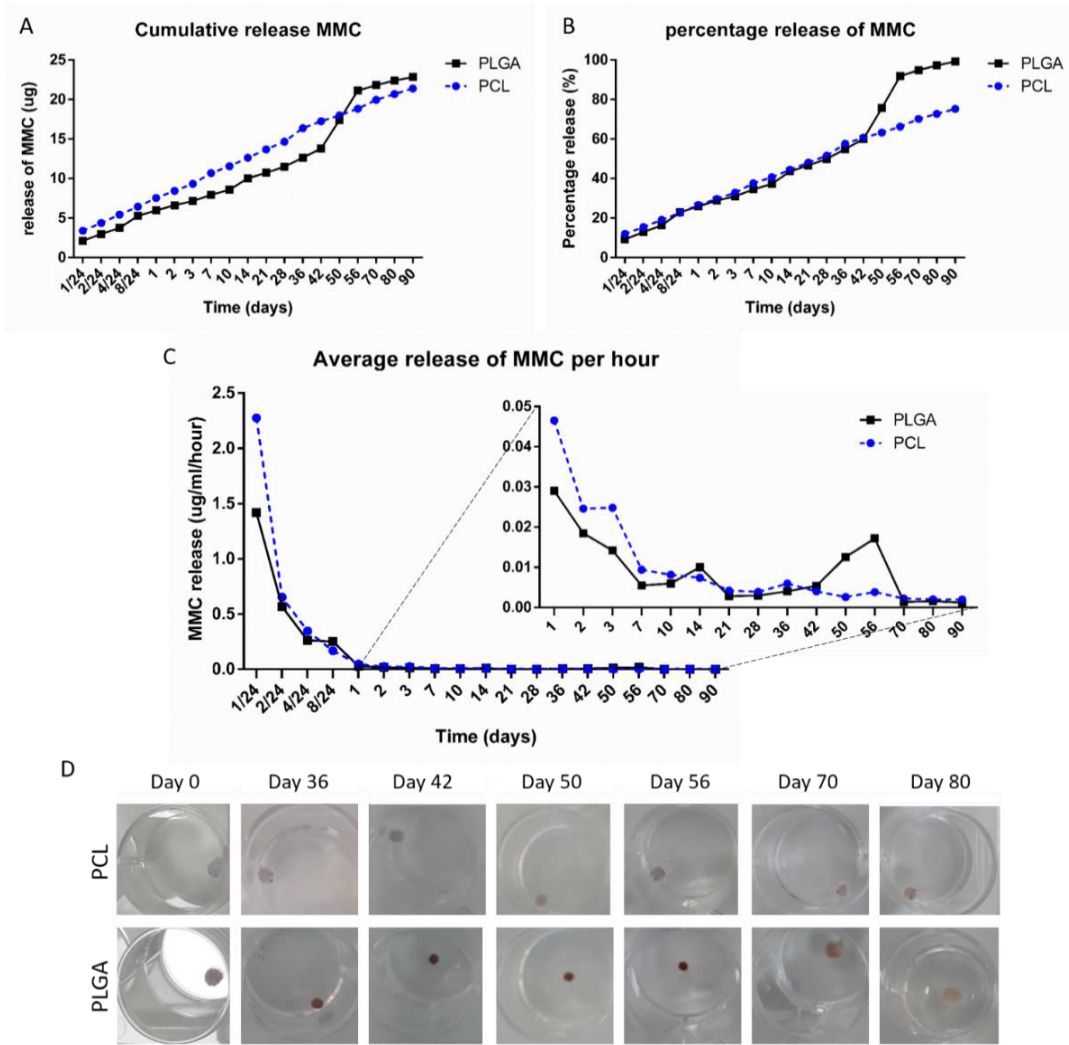 A
Cumulative release MMC
release of MMC (ug)
25
20
15
10
5
0
1/24 2/24 4/24 8/24 1 2 3 7 10 14 21 28 36 42 50 56 70 80 90
Time (days)
PLGA
PCL
B
percentage release of MMC
Percentage release (%)
100
80
60
40
20
0
1/24 2/24 4/24 8/24 1 2 3 7 10 14 21 28 36 42 50 56 70 80 90
Time (days)
PLGA
PCL
C
Average release of MMC per hour
MMC release (ug/ml/hour)
2.5
2.0
1.5
1.0
0.5
0.0
1/24 2/24 4/24 8/24 1 2 3 7 10 14 21 28 36 42 50 56 70 80 90
Time (days)
0.05
0.04
0.03
0.02
0.01
0.00
1 2 3 7 10 14 21 28 36 42 50 56 70 80 90
PLGA
PCL
D
Day 0 Day 36 Day 42 Day 50 Day 56 Day 70 Day 80
PCL
PLGA